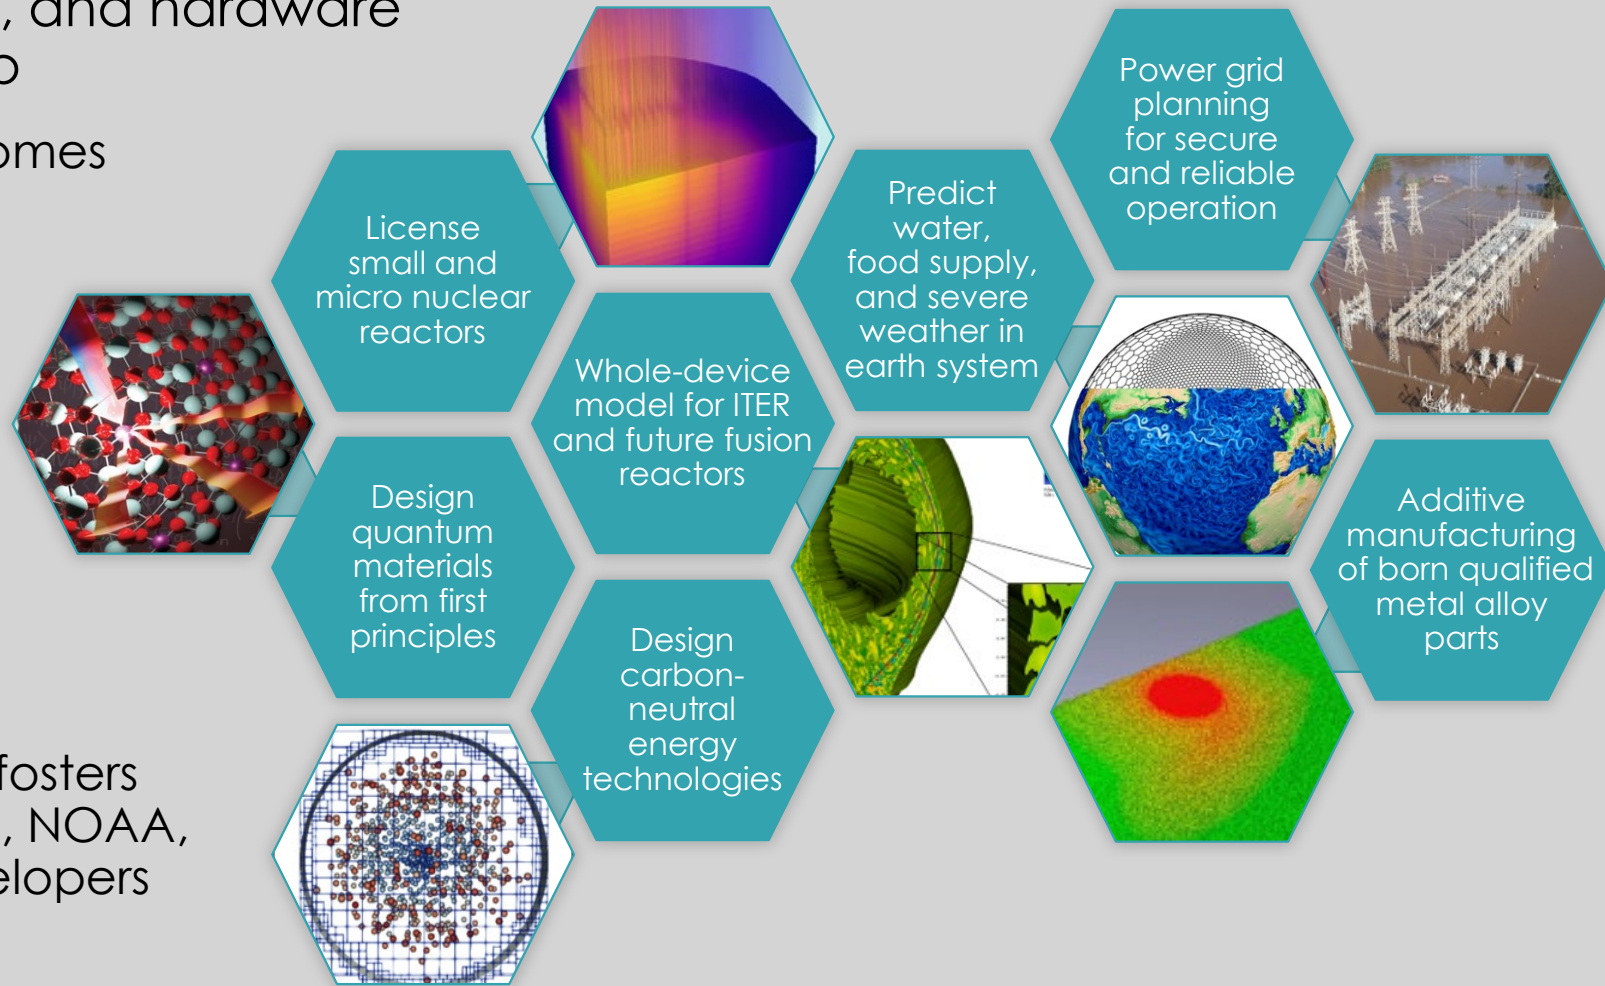 , and hardware
o
omes
fosters
, NOAA,
elopers
License
small and
micro nuclear
reactors
Design
quantum
materials
from first
principles
Whole-device
model for ITER
and future fusion
reactors
Design
carbon-
neutral
energy
technologies
Predict
water,
food supply,
and severe
weather in
earth system
Power grid
planning
for secure
and reliable
operation
Additive
manufacturing
of born qualified
metal alloy
parts